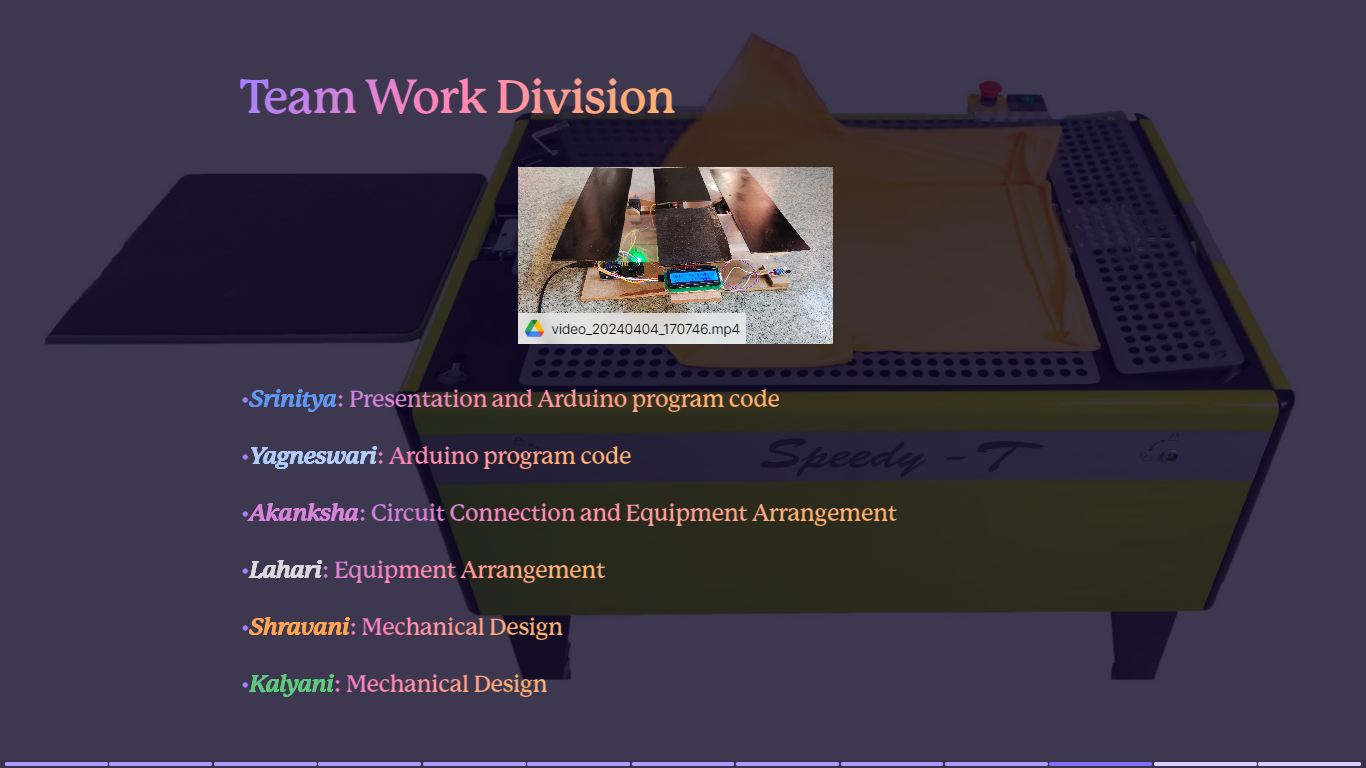 Team Work Division
video_20240404_170746.mp4
•Srinitya: Presentation and Arduino program code
•Yagneswari: Arduino program code
Speedy - T
•Akanksha: Circuit Connection and Equipment Arrangement
•Lahari: Equipment Arrangement
•Shravani: Mechanical Design
•Kalyani: Mechanical Design